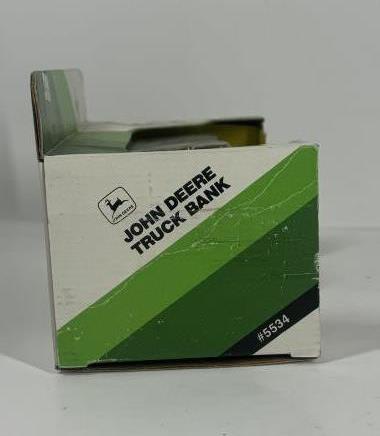 JOHN DEERE
JOHN DEERE
TRUCK BANK
#5534